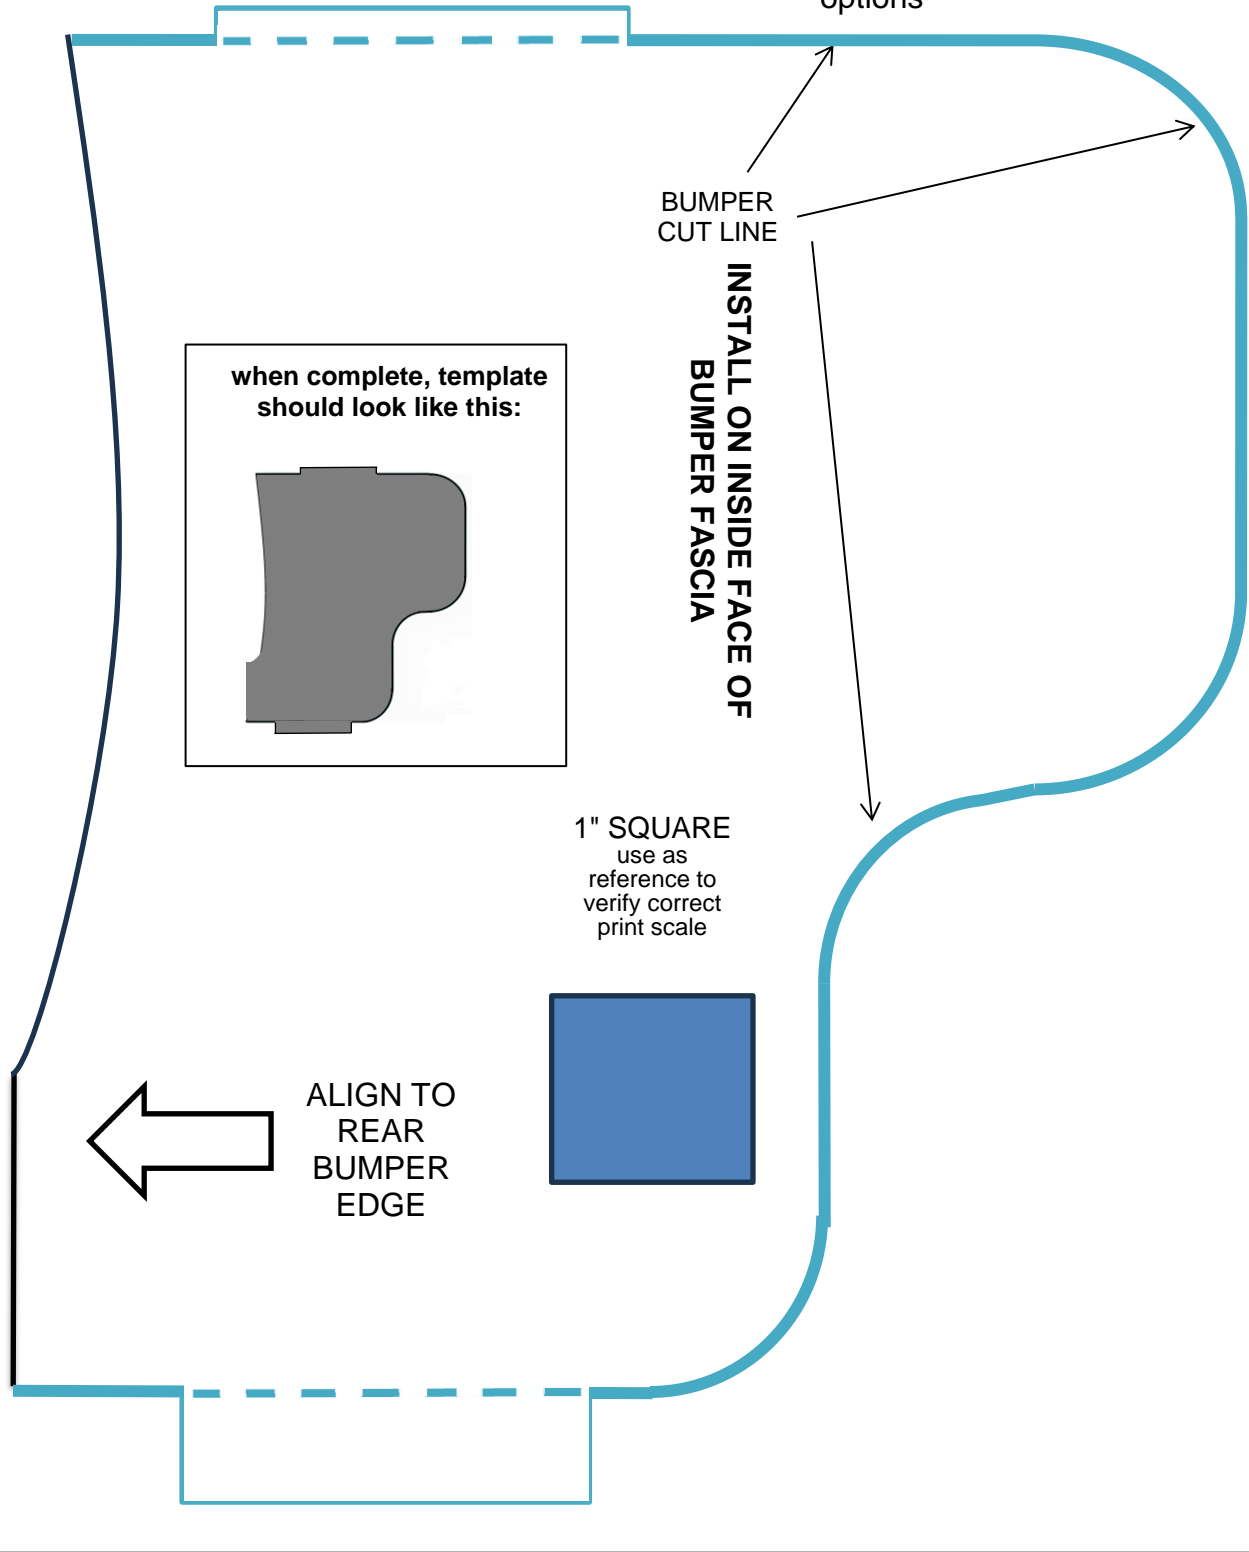 options
BUMPER
CUT LINE
INSTALL ON INSIDE FACE OF
BUMPER FASCIA
when complete, template
should look like this:
1" SQUARE
use as
reference to
verify correct
print scale
ALIGN TO
REAR
BUMPER
EDGE